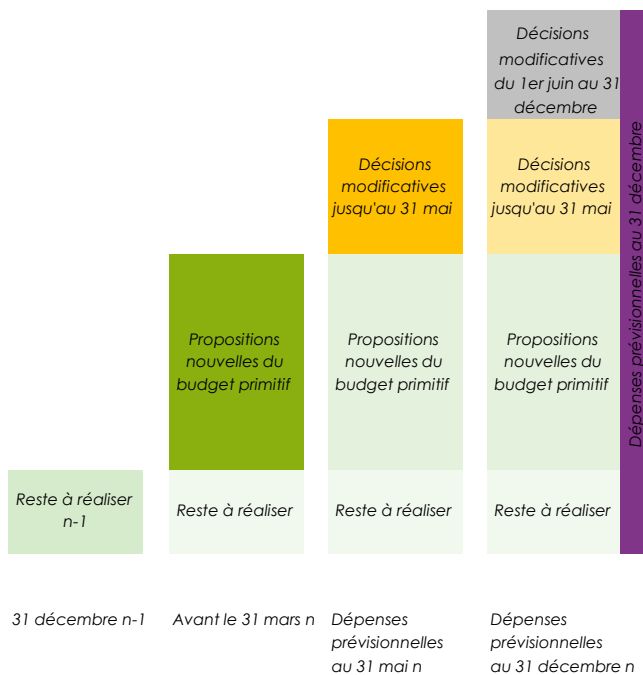 Décisions
modificatives
du 1er juin au 31
décembre
Décisions
modificatives
jusqu'au 31 mai
Décisions
modificatives
jusqu'au 31 mai
Propositions
nouvelles du
budget primitif
Propositions
nouvelles du
budget primitif
Propositions
nouvelles du
budget primitif
Dépenses prévisionnelles au 31 décembre
Reste à réaliser
n-1
Reste à réaliser
Reste à réaliser
Reste à réaliser
31 décembre n-1
Avant le 31 mars n
Dépenses
prévisionnelles
au 31 mai n
Dépenses
prévisionnelles
au 31 décembre n